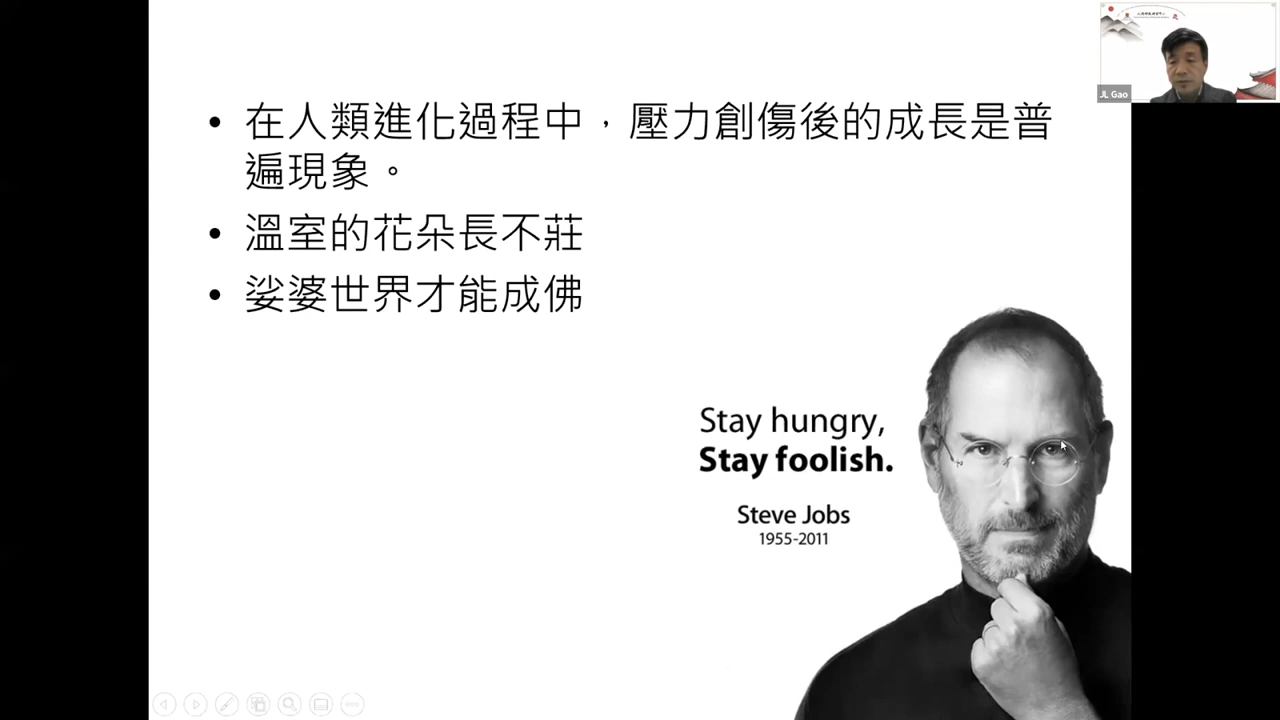 在人類進化過程中，壓力創傷後的成長是普
遍現象。
溫室的花朵長不莊
娑婆世界才能成佛
Stay hungry,
Stay foolish.
Steve Jobs
1955-2011
JL Gao